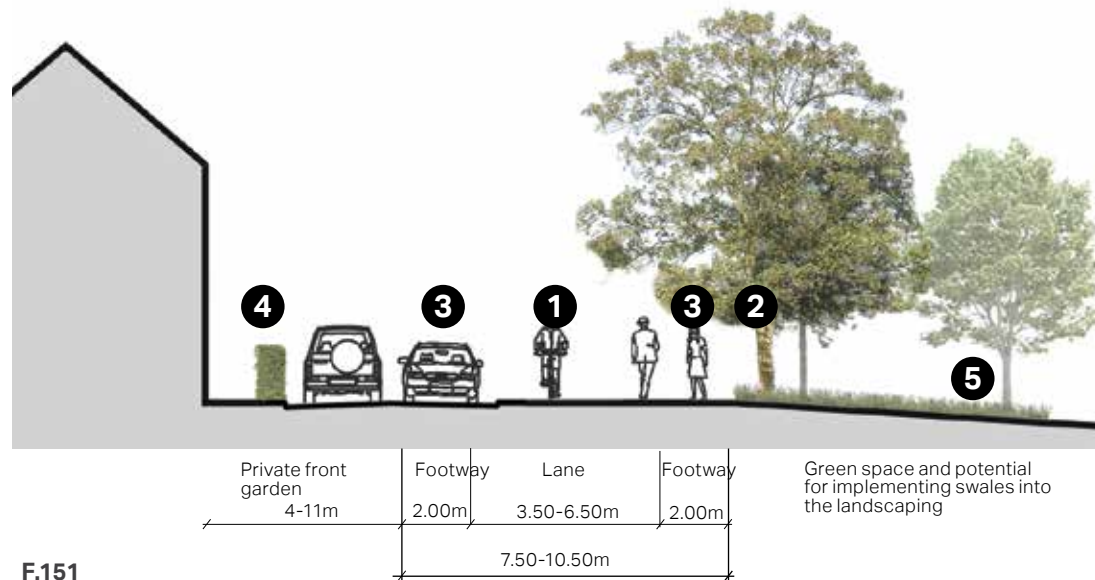 4
3
1
3
2
5
Private front
garden
4-11m
Footway
2.00m
Lane
3.50-6.50m
Footway
2.00m
Green space and potential
for implementing swales into
the landscaping
7.50-10.50m
F.151